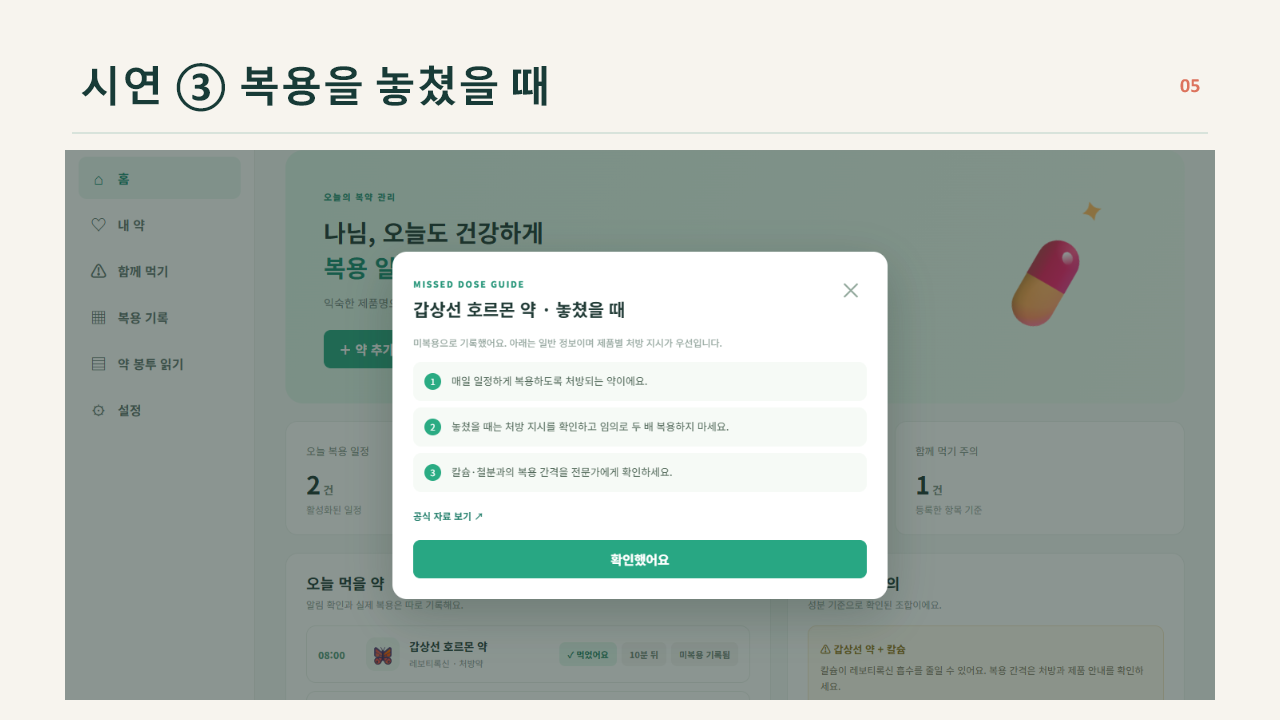 시연 ③ 복용을 놓쳤을 때
05
홈
내 약
함께 먹기
복용 기록
약 봉투 읽기
설정
오늘의 복약 관리
나님, 오늘도 건강하게
복용 일
익숙한 제품명
+ 약 추가
MISSED DOSE GUIDE
갑상선 호르몬 약 · 놓쳤을 때
미복용으로 기록했어요. 아래는 일반 정보이며 제품별 처방 지시가 우선입니다.
1 매일 일정하게 복용하도록 처방되는 약이에요.
2 놓쳤을 때는 처방 지시를 확인하고 임의로 두 배 복용하지 마세요.
3 칼슘·철분과의 복용 간격을 전문가에게 확인하세요.
공식 자료 보기 ↗
확인했어요
오늘 복용 일정
2 건
활성화된 일정
함께 먹기 주의
1 건
등록한 항목 기준
오늘 먹을 약
알림 확인과 실제 복용은 따로 기록해요.
08:00
갑상선 호르몬 약
레보티록신 · 처방약
✓ 먹었어요
10분 뒤
미복용 기록됨
의
성분 기준으로 확인된 조합이에요.
⚠ 갑상선 약 + 칼슘
칼슘이 레보티록신 흡수를 줄일 수 있어요. 복용 간격은 처방과 제품 안내를 확인하
세요.